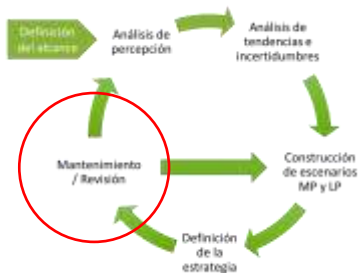 Definición
del alcance
Análisis de
percepción
Análisis de
tendencias e
incertidumbres
Mantenimiento
/ Revisión
Construcción
de escenarios
MP y LP
Definición
de la
estrategia